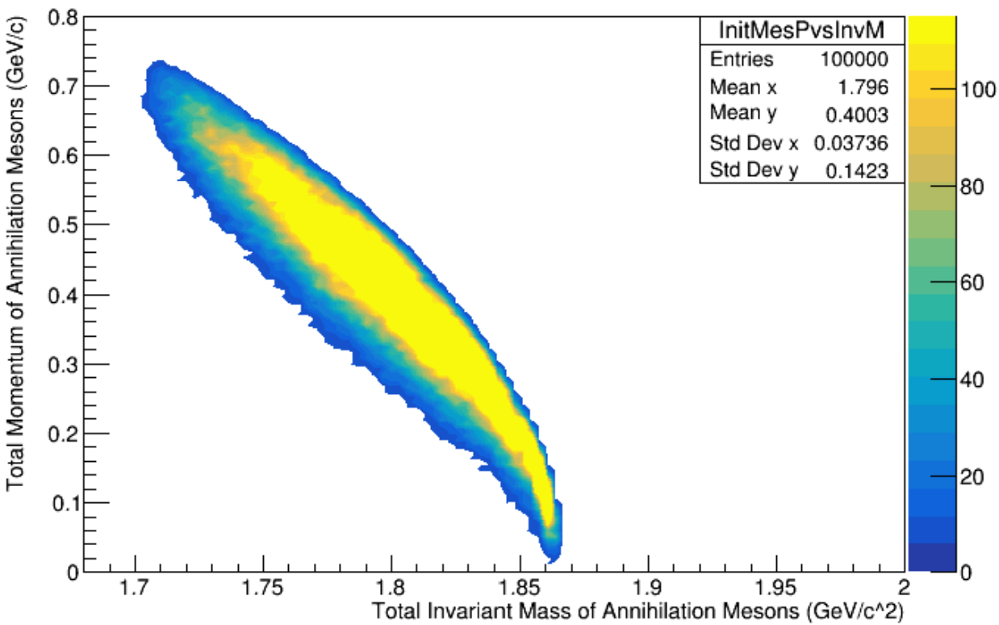 Total Momentum of Annihilation Mesons (GeV/c)
0.8
0.7
0.6
0.5
0.4
0.3
0.2
0.1
0
1.7 1.75 1.8 1.85 1.9 1.95 2
Total Invariant Mass of Annihilation Mesons (GeV/c^2)
InitMesPvsInvM
Entries 100000
Mean x 1.796
Mean y 0.4003
Std Dev x 0.03736
Std Dev y 0.1423
100
80
60
40
20
0